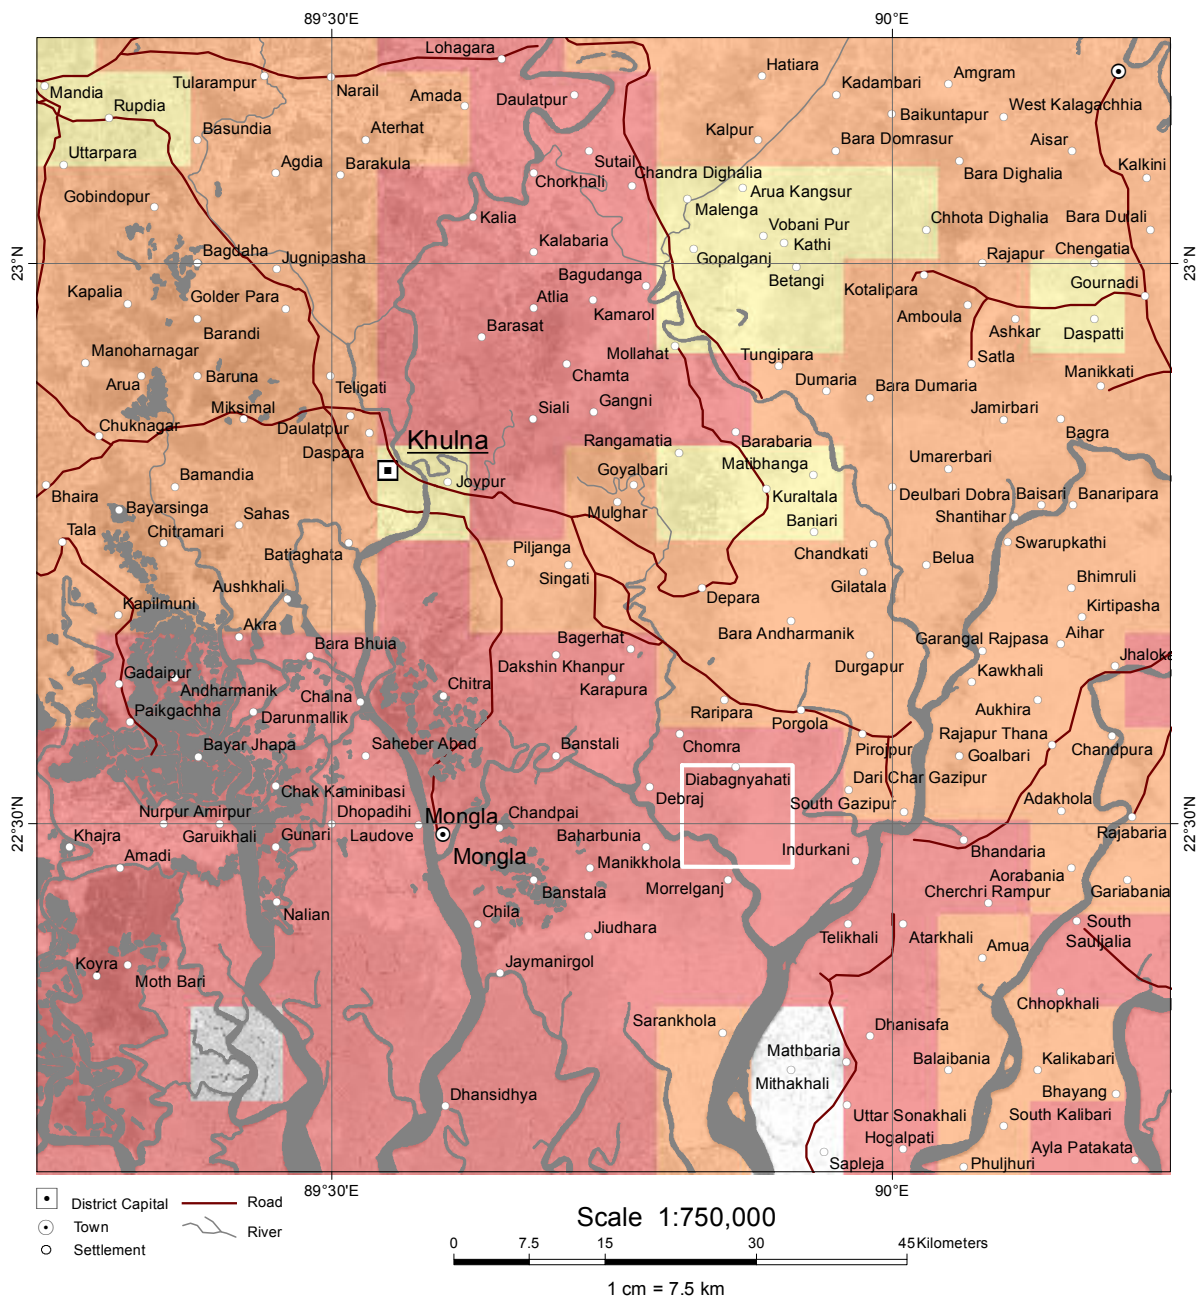 89°30'E
90°E
Lohagara
Hatiara
Tularampur
Narail
Amada
Daulatpur
Kadambari
Amgram
Mandia
Rupdia
Baikuntapur
West Kalagachhia
Basundia
Aterhat
Kalpur
Bara Domrasur
Aisar
Uttarpara
Agdia
Barakula
Sutail
Chandra Dighalia
Bara Dighalia
Kalkini
Chorkhali
Gobindopur
Malenga
Arua Kangsur
Kalia
Vobani Pur
Chhota Dighalia
Bara Dulali
Bagdaha
Jugnipasha
Kalabaria
Kathi
Gopalganj
Rajapur
Chengatia
23°N
23°N
Bagudanga
Betangi
Kotalipara
Gournadi
Kapalia
Golder Para
Atlia
Kamarol
Amboula
Barandi
Barasat
Ashkar
Daspatti
Manoharnagar
Mollahat
Tungipara
Satla
Arua
Baruna
Teligati
Chamta
Dumaria
Bara Dumaria
Manikkati
Miksimal
Siali
Gangni
Jamirbari
Chuknagar
Daulatpur
Khulna
Rangamatia
Barabaria
Bagra
Daspara
Matibhanga
Umarerbari
Bamandia
Joypur
Goyalbari
Kuraltala
Deulbari Dobra
Baisari
Banaripara
Bhaira
Bayarsinga
Sahas
Mulghar
Baniari
Shantihar
Tala
Chitramari
Batiaghata
Piljanga
Chandkati
Belua
Swarupkathi
Singati
Gilatala
Aushkhali
Depara
Bhimruli
Kapilmuni
Kirtipasha
Akra
Bara Bhuia
Bagerhat
Bara Andharmanik
Garangal Rajpasa
Aihar
Gadaipur
Dakshin Khanpur
Durgapur
Kawkhali
Jhaloke
Andharmanik
Chalna
Chitra
Karapura
Paikgachha
Darunmallik
Raripara
Porgola
Aukhira
Bayar Jhapa
Saheber Abad
Banstali
Chomra
Pirojpur
Rajapur Thana
Goalbari
Chandpura
Chak Kaminibasi
Diabagnyahati
Dari Char Gazipur
Debraj
South Gazipur
Adakhola
Nurpur Amirpur
Dhopadihi
Mongla
Chandpai
22°30'N
22°30'N
Khajra
Garuikhali
Gunari
Laudove
Mongla
Baharbunia
Indurkani
Bhandaria
Rajabaria
Amadi
Manikkhola
Aorabania
Banstala
Morrelganj
Cherchri Rampur
Gariabania
Nalian
Chila
Jiudhara
Telikhali
Atarkhali
South
Sauljalia
Amua
Koyra
Moth Bari
Jaymanirgol
Chhopkhali
Sarankhola
Dhanisafa
Mathbaria
Balaibania
Kalikabari
Mithakhali
Bhayang
Dhansidhya
Uttar Sonakhali
South Kalibari
Hogalpati
Ayla Patakata
Sapleja
Phuljhuri
89°30'E
90°E
District Capital
Road
Town
River
Settlement
Scale 1:750,000
0 7.5 15 30 45 Kilometers
1 cm = 7.5 km